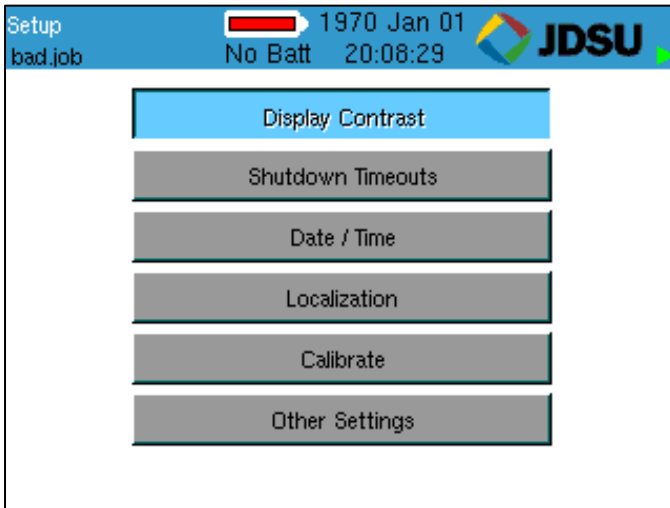 Setup
bad.job
1970 Jan 01
No Batt 20:08:29
JDSU
Display Contrast
Shutdown Timeouts
Date / Time
Localization
Calibrate
Other Settings